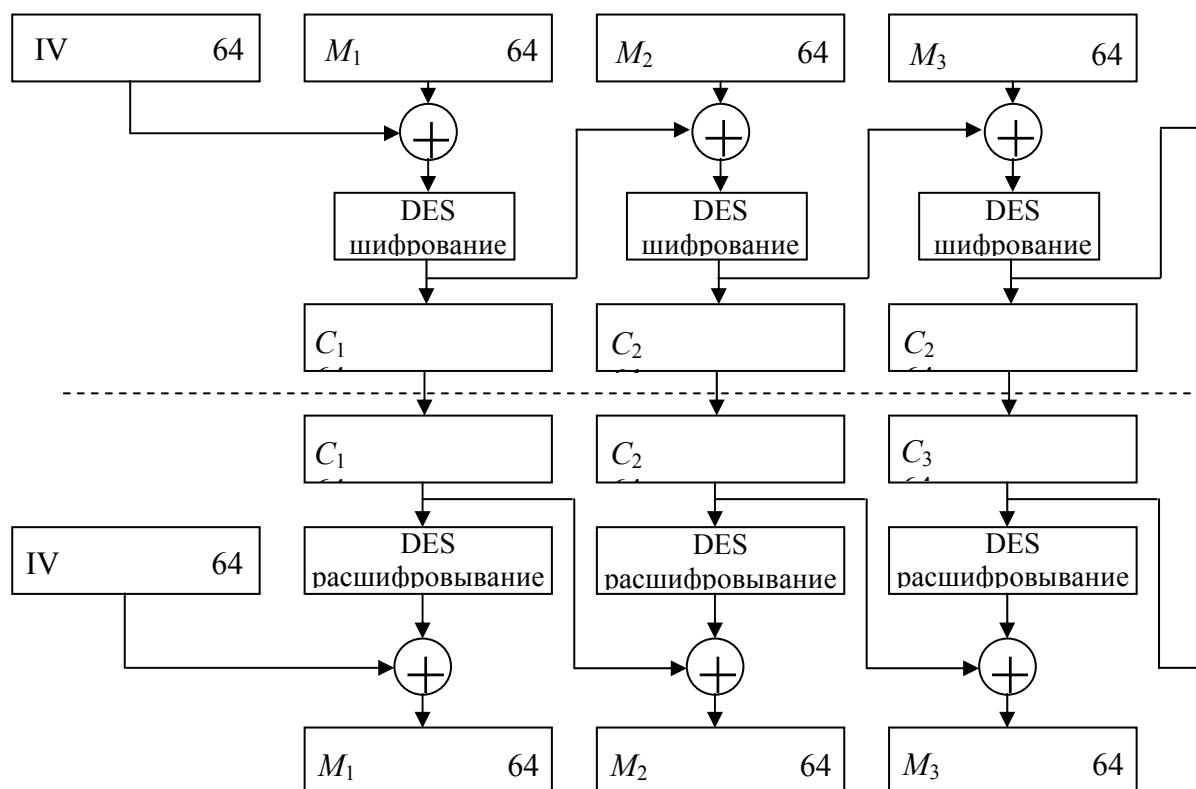 IV 64 M1 64 M2 64 M3 64
DES DES DES
шифрование шифрование шифрование
C1 C2 C2
C1 C2 C3
IV 64
DES DES DES
расшифровывание расшифровывание расшифровывание
M1 64 M2 64 M3 64